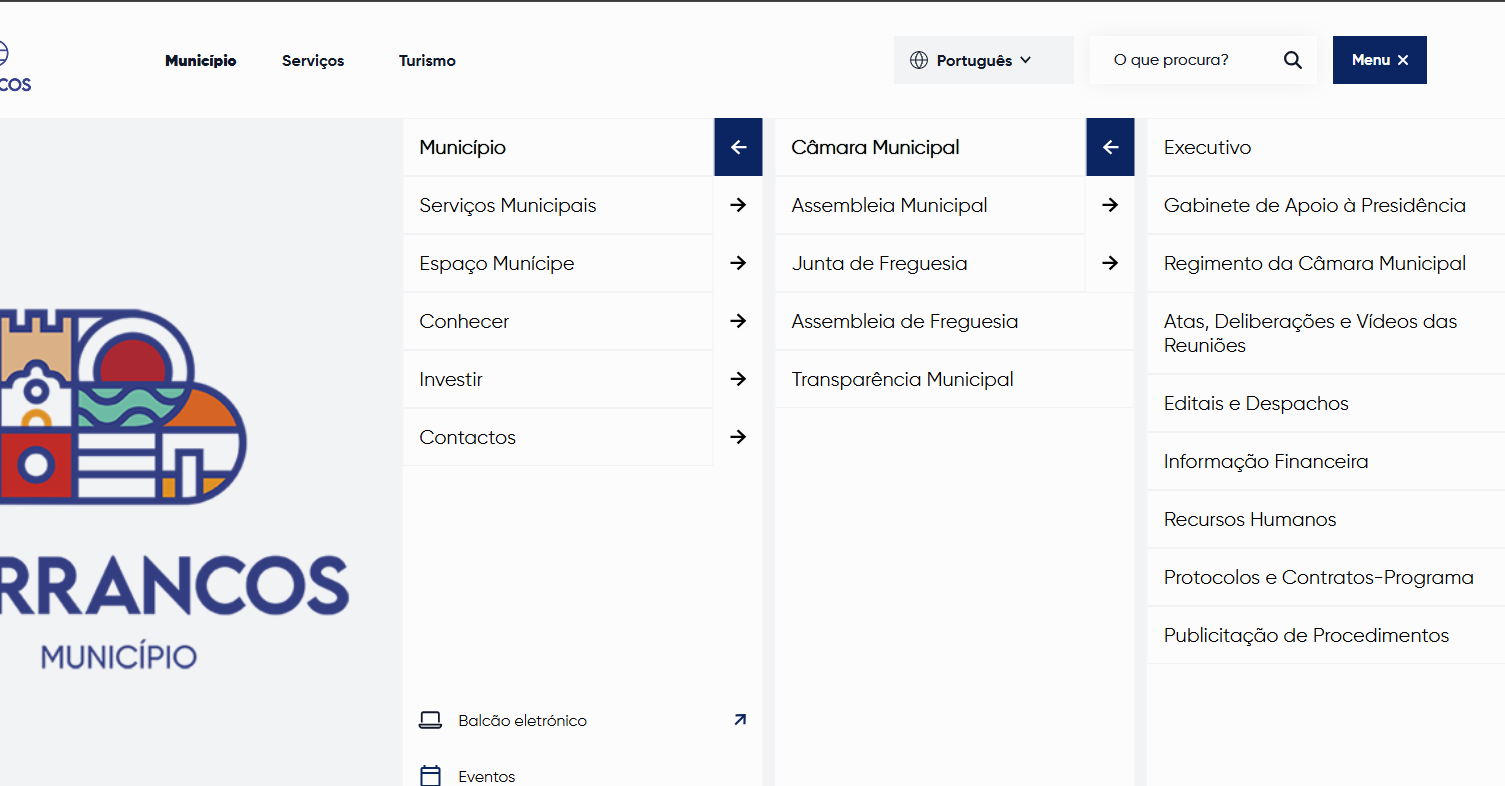 COS
Município
Serviços
Turismo
Português
O que procura?
Menu
Município
Serviços Municipais
Espaço Munícipe
Conhecer
Investir
Contactos
Câmara Municipal
Assembleia Municipal
Junta de Freguesia
Assembleia de Freguesia
Transparência Municipal
Executivo
Gabinete de Apoio à Presidência
Regimento da Câmara Municipal
Atas, Deliberações e Vídeos das
Reuniões
Editais e Despachos
Informação Financeira
Recursos Humanos
Protocolos e Contratos-Programa
Publicitação de Procedimentos
RRANCOS
MUNICÍPIO
Balcão eletrónico
Eventos